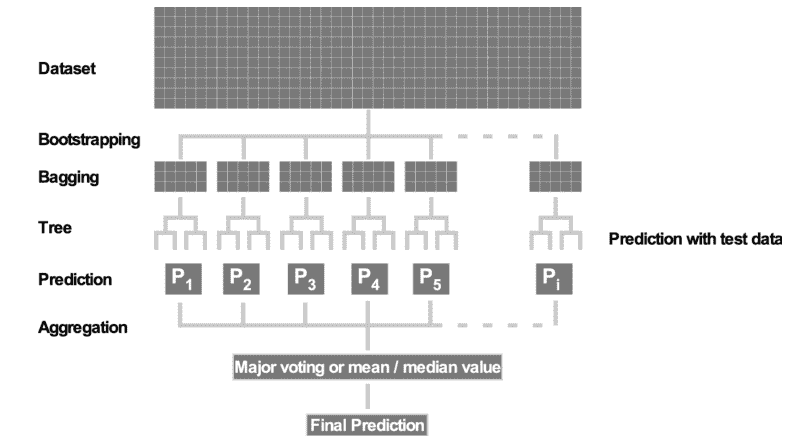 Dataset
Bootstrapping
Bagging
Tree
Prediction with test data
Prediction
P1
P2
P3
P4
P5
Pi
Aggregation
Major voting or mean / median value
Final Prediction